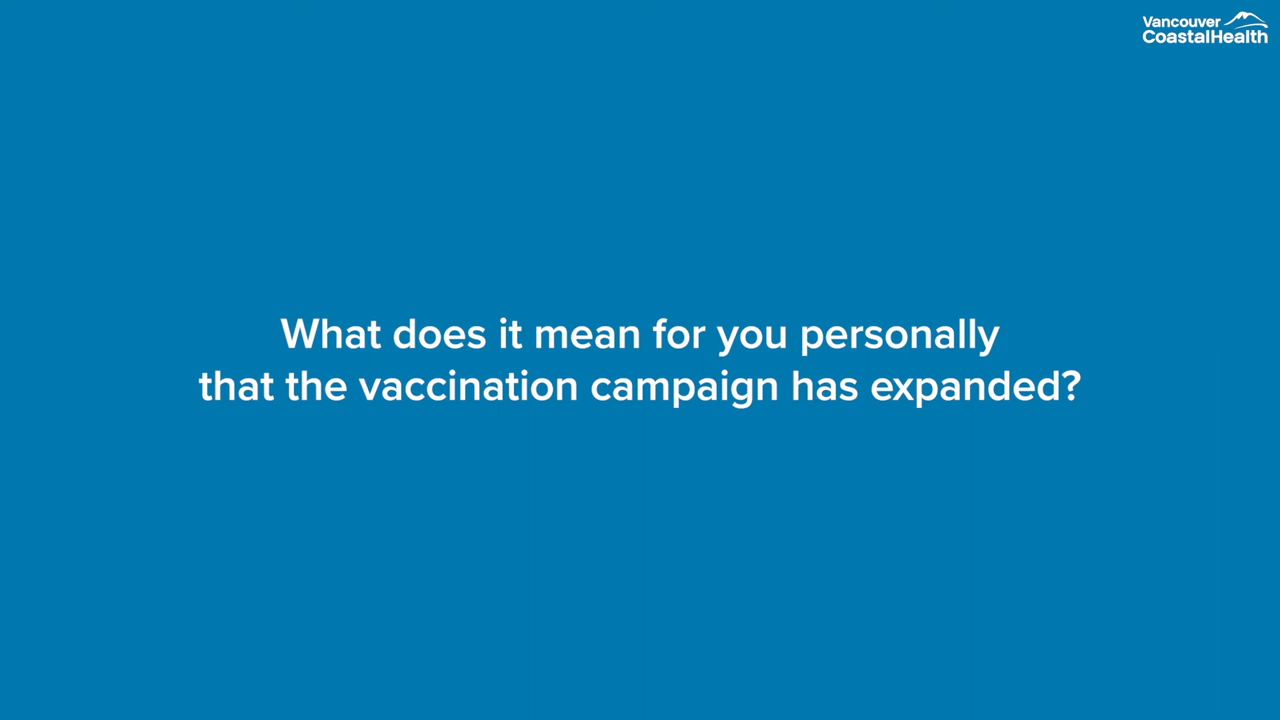 Vancouver
CoastalHealth
What does it mean for you personally
that the vaccination campaign has expanded?